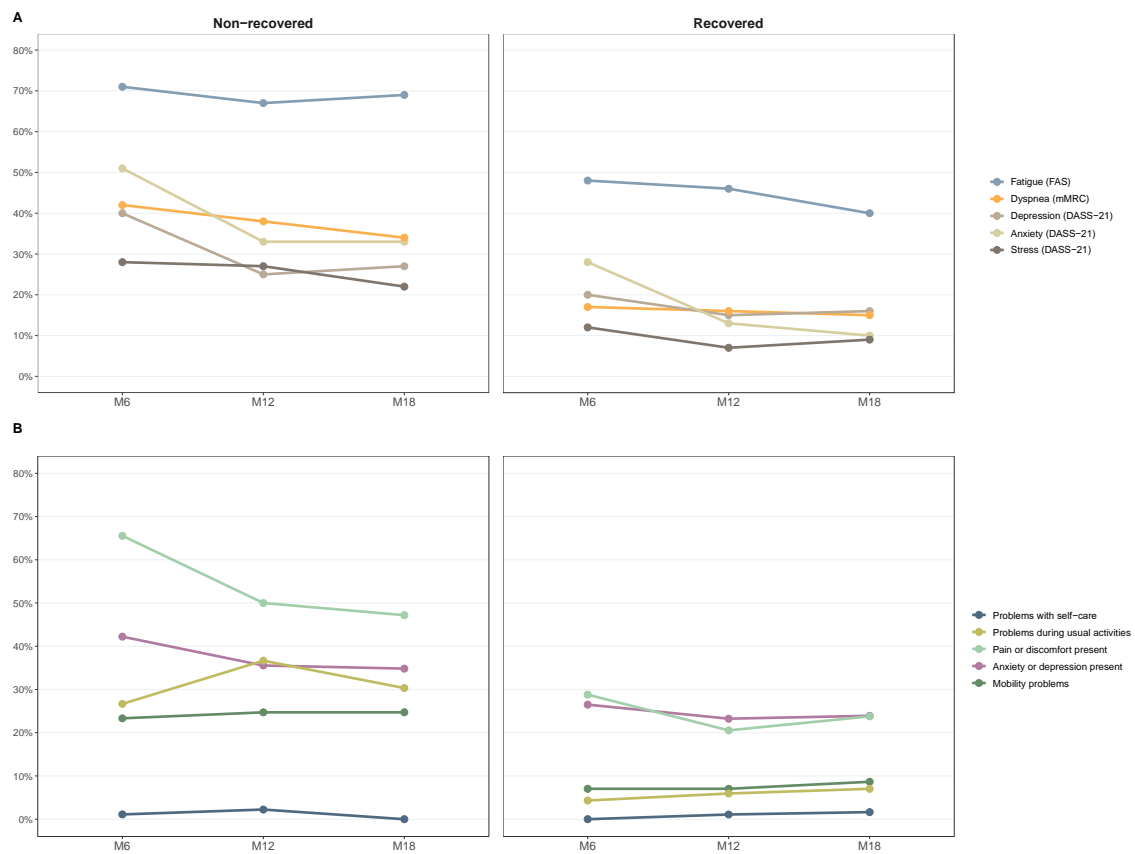 A
Non−recovered
Recovered
80%
70%
60%
50%
40%
30%
20%
10%
0%
M6
M12
M18
M6
M12
M18
Fatigue (FAS)
Dyspnea (mMRC)
Depression (DASS−21)
Anxiety (DASS−21)
Stress (DASS−21)
B
80%
70%
60%
50%
40%
30%
20%
10%
0%
M6
M12
M18
M6
M12
M18
Problems with self−care
Problems during usual activities
Pain or discomfort present
Anxiety or depression present
Mobility problems